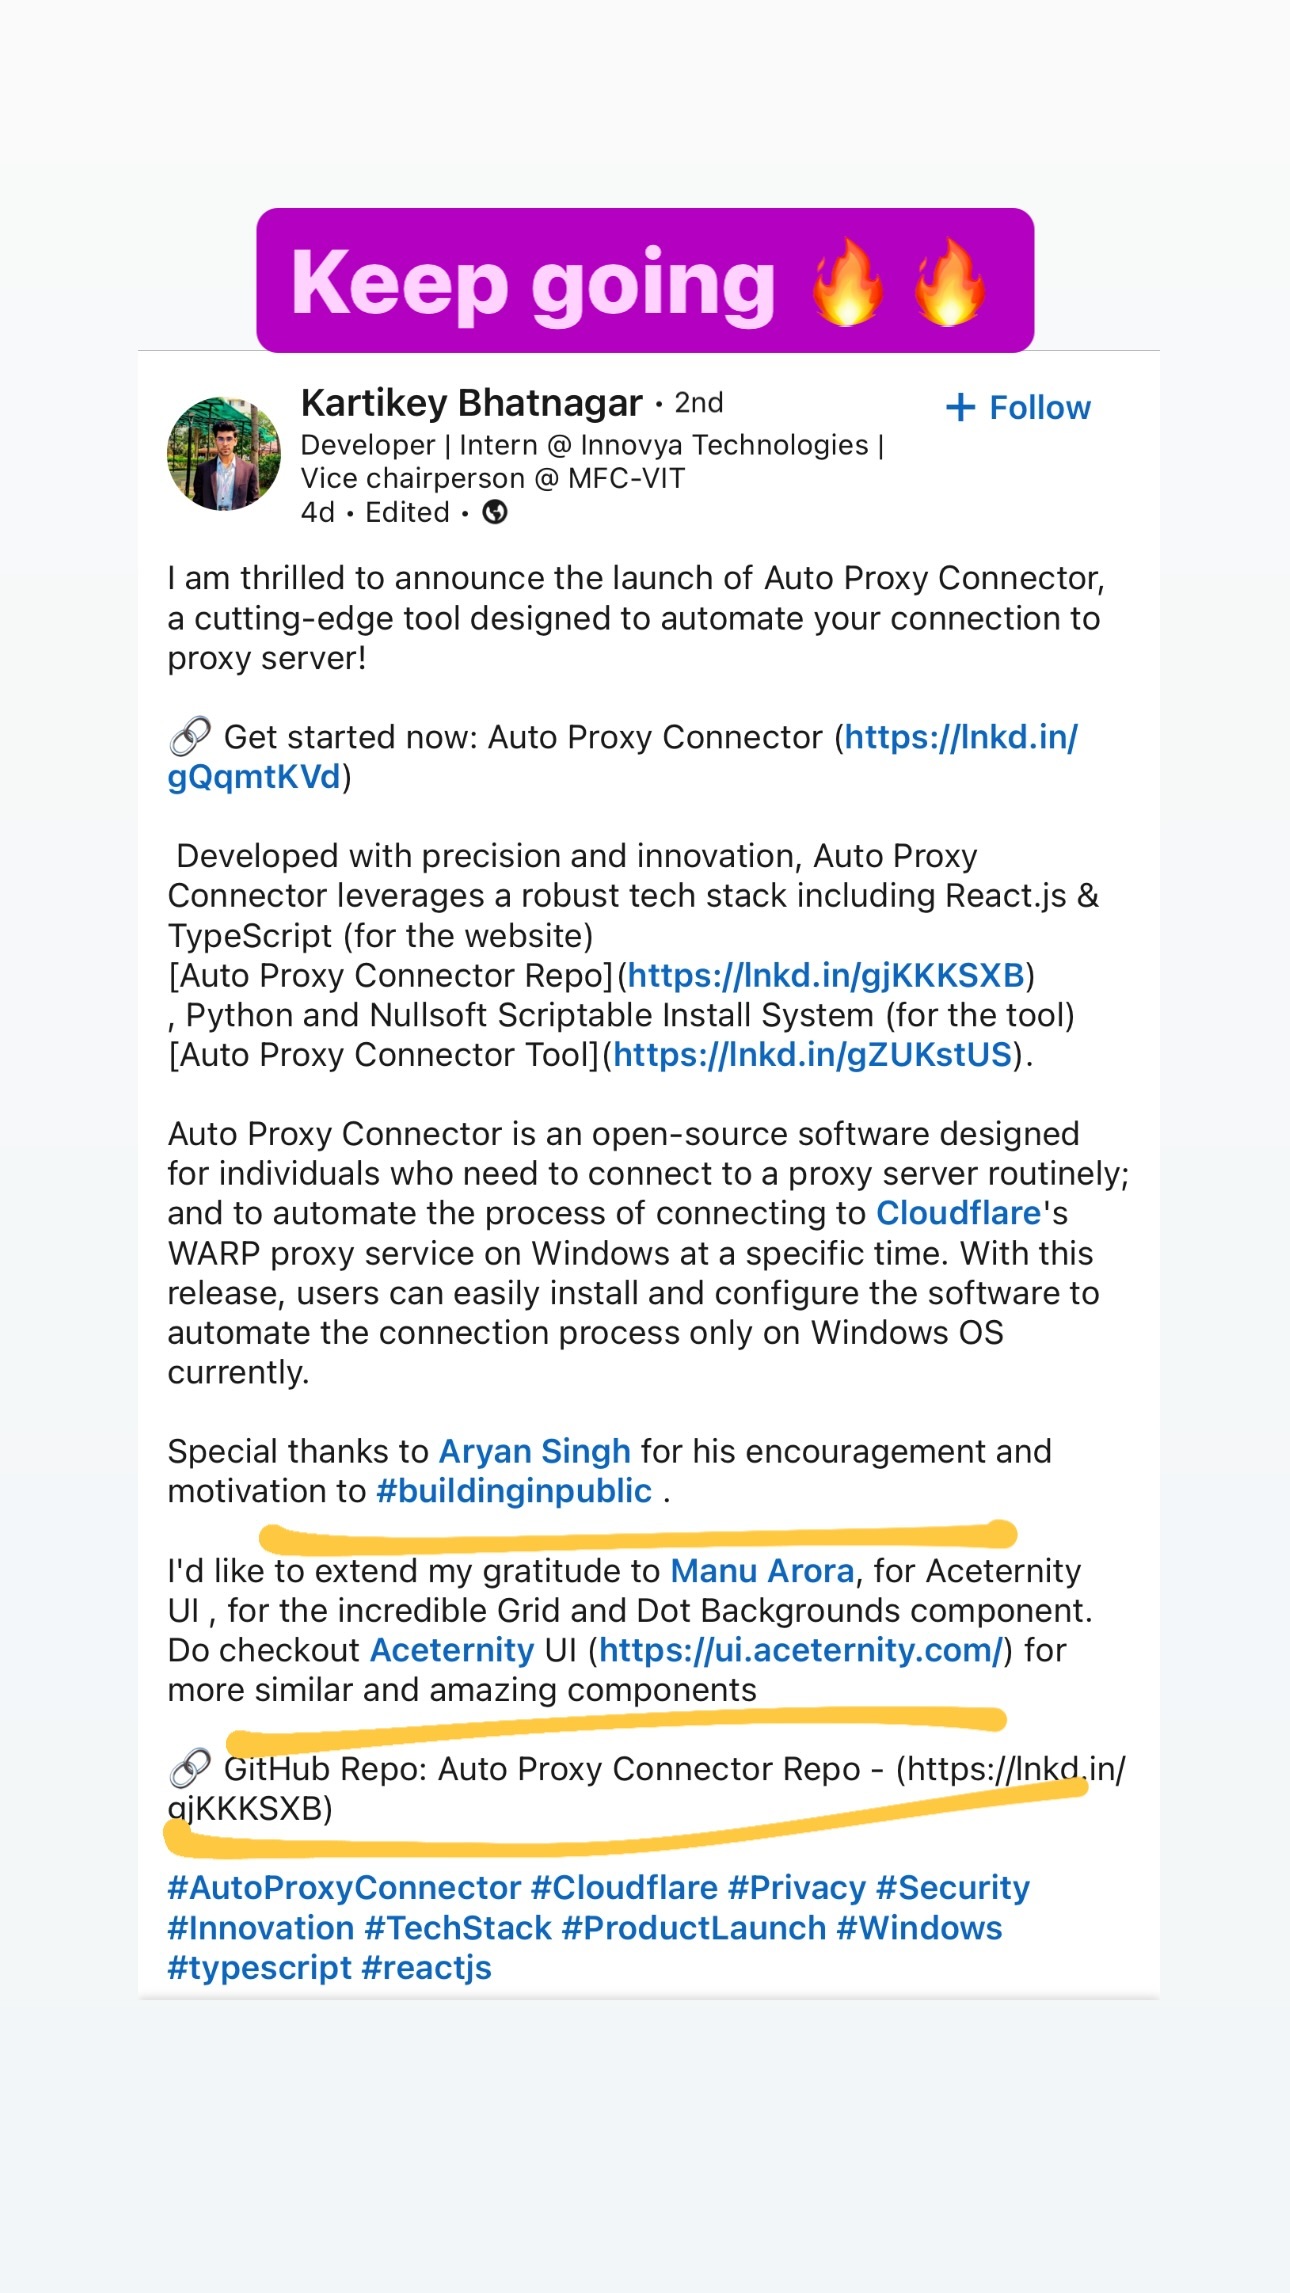 Keep going 🔥🔥
Kartikey Bhatnagar • 2nd
+ Follow
Developer | Intern @ Innovya Technologies |
Vice chairperson @ MFC-VIT
4d • Edited •
I am thrilled to announce the launch of Auto Proxy Connector,
a cutting-edge tool designed to automate your connection to
proxy server!
🔗 Get started now: Auto Proxy Connector (https://lnkd.in/
gQqmtKVd)
Developed with precision and innovation, Auto Proxy
Connector leverages a robust tech stack including React.js &
TypeScript (for the website)
[Auto Proxy Connector Repo](https://lnkd.in/gjKKKSXB)
, Python and Nullsoft Scriptable Install System (for the tool)
[Auto Proxy Connector Tool](https://lnkd.in/gZUKstUS).
Auto Proxy Connector is an open-source software designed
for individuals who need to connect to a proxy server routinely;
and to automate the process of connecting to Cloudflare's
WARP proxy service on Windows at a specific time. With this
release, users can easily install and configure the software to
automate the connection process only on Windows OS
currently.
Special thanks to Aryan Singh for his encouragement and
motivation to #buildinginpublic .
I'd like to extend my gratitude to Manu Arora, for Aceternity
UI , for the incredible Grid and Dot Backgrounds component.
Do checkout Aceternity UI (https://ui.aceternity.com/) for
more similar and amazing components
🔗 GitHub Repo: Auto Proxy Connector Repo - (https://lnkd.in/
gjKKKSXB)
#AutoProxyConnector #Cloudflare #Privacy #Security
#Innovation #TechStack #ProductLaunch #Windows
#typescript #reactjs